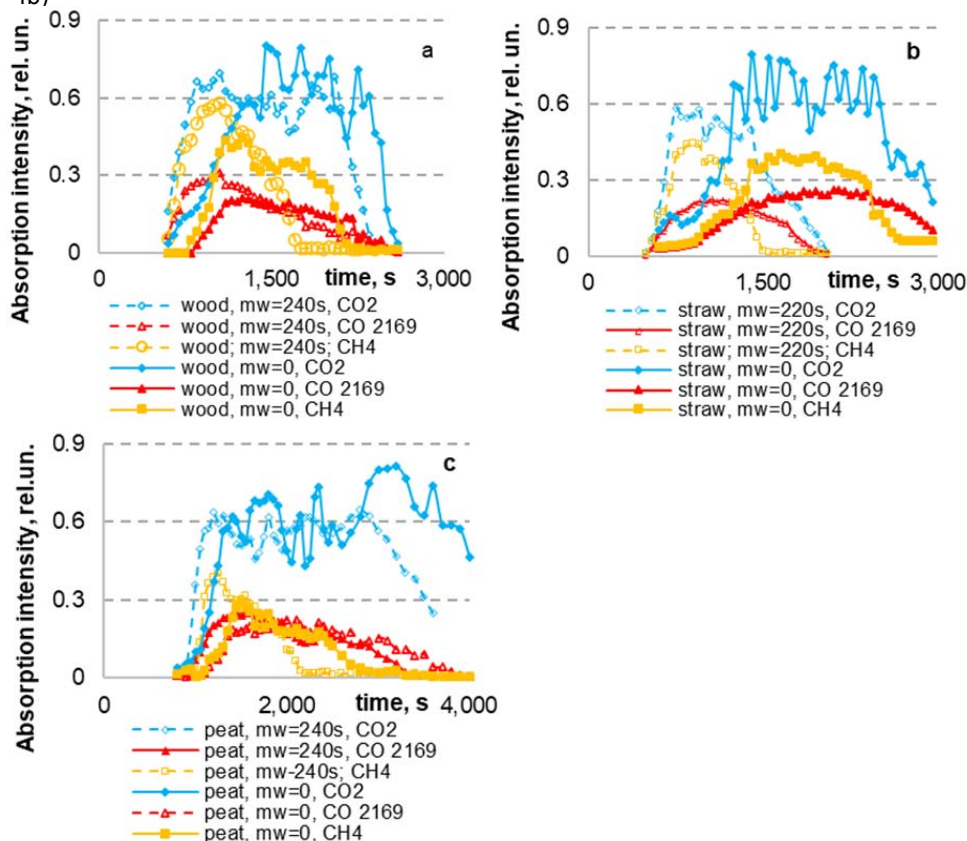 4b)
Absorption intensity, rel. un.
0.9
0.6
0.3
0
a
0
1,500
3,000
time, s
wood, mw=240s, CO2
wood, mw=240s, CO 2169
wood; mw=240s; CH4
wood, mw=0, CO2
wood, mw=0, CO 2169
wood, mw=0, CH4
Absorption intensity, rel. un.
0.9
0.6
0.3
0
b
0
1,500
3,000
time, s
straw, mw=220s, CO2
straw, mw=220s, CO 2169
straw; mw=220s; CH4
straw, mw=0, CO2
straw, mw=0, CO 2169
straw, mw=0, CH4
Absorption intensity, rel.un.
0.9
0.6
0.3
0
c
0
2,000
4,000
time, s
peat, mw=240s, CO2
peat, mw=240s, CO 2169
peat, mw-240s; CH4
peat, mw=0, CO2
peat, mw=0, CO 2169
peat, mw=0, CH4